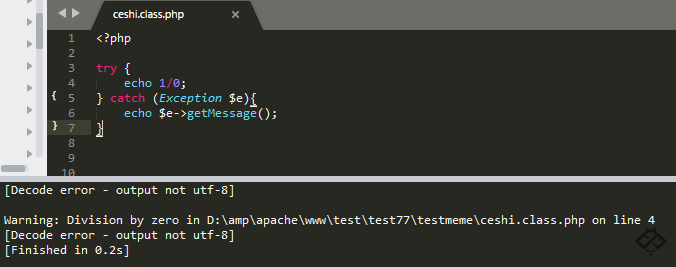 ceshi.class.php ×
1 <?php
2
3 try {
4 echo 1/0;
{ 5 } catch (Exception $e){
6 echo $e->getMessage();
} 7 }
8
9
10
[Decode error - output not utf-8]
Warning: Division by zero in D:\amp\apache\www\test\test77\testmeme\ceshi.class.php on line 4
[Decode error - output not utf-8]
[Finished in 0.2s]